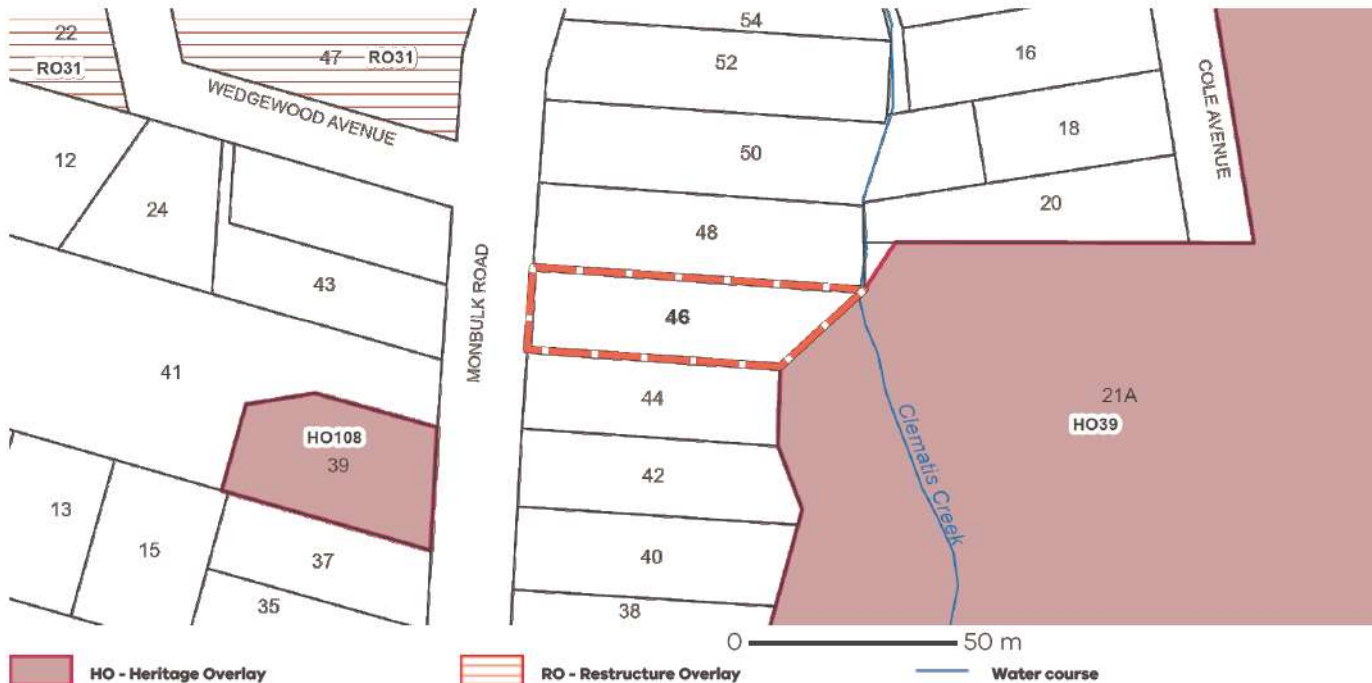 54
22
16
47
RO31
52
RO31
COLE AVENUE
WEDGEWOOD AVENUE
18
12
50
24
20
48
43
MONBULK ROAD
46
41
44
21A
HO39
HO108
39
Clematis Creek
42
13
15
37
40
35
38
0 50 m
HO - Heritage Overlay RO - Restructure Overlay Water course